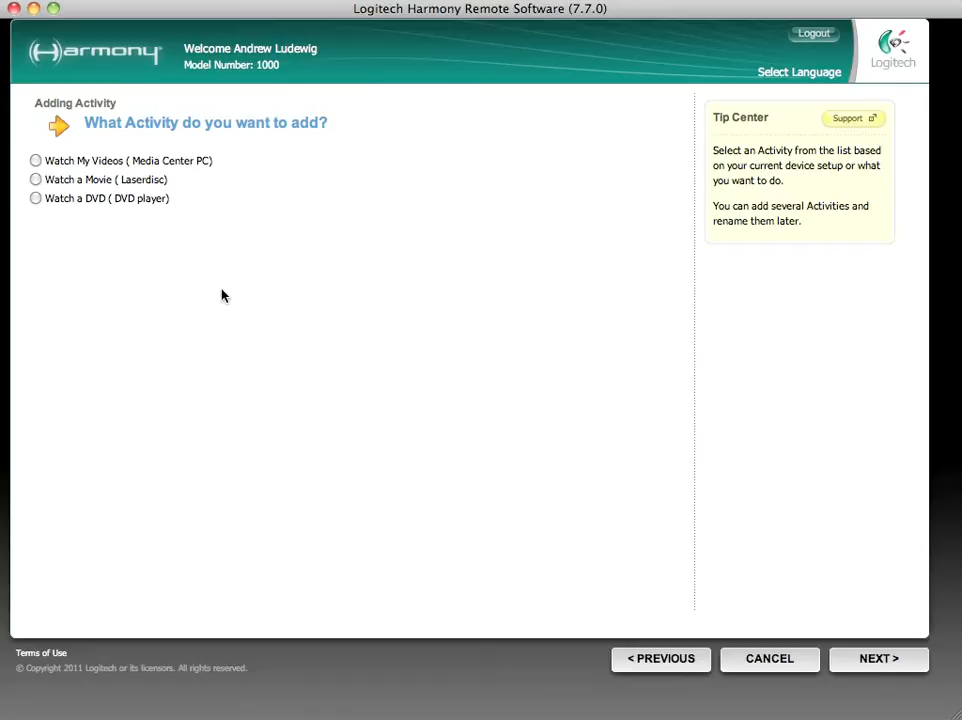 Logitech Harmony Remote Software (7.7.0)
Harmony
Welcome Andrew Ludewig
Model Number: 1000
Logout
Select Language
Logitech
Adding Activity
What Activity do you want to add?
Watch My Videos ( Media Center PC)
Watch a Movie ( Laserdisc)
Watch a DVD ( DVD player)
Tip Center
Support
Select an Activity from the list based
on your current device setup or what
you want to do.
You can add several Activities and
rename them later.
Terms of Use
© Copyright 2011 Logitech or its licensors. All rights reserved.
< PREVIOUS
CANCEL
NEXT >